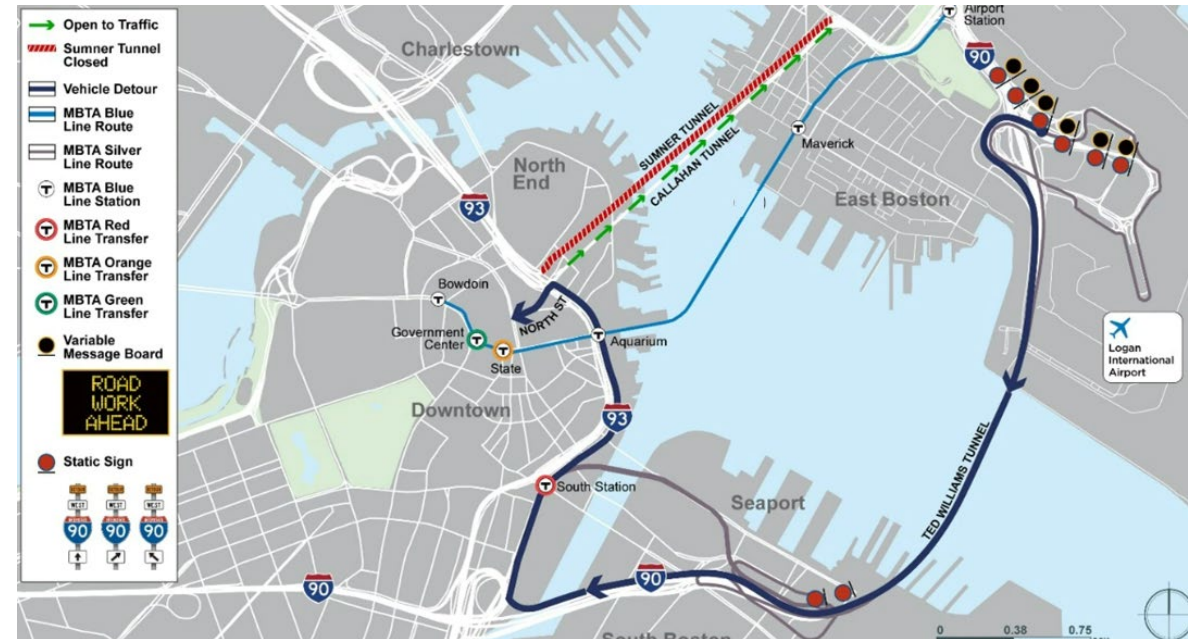 Open to Traffic
Sumner Tunnel
Closed
Vehicle Detour
MBTA Blue
Line Route
MBTA Silver
Line Route
MBTA Blue
Line Station
MBTA Red
Line Transfer
MBTA Orange
Line Transfer
MBTA Green
Line Transfer
Variable
Message Board
ROAD
WORK
AHEAD
Static Sign
WEST
WEST
WEST
90
90
90
Charlestown
North
End
93
SUMNER TUNNEL
CALLAHAN TUNNEL
Airport
Station
90
Maverick
East Boston
Bowdoin
NORTH ST
Government
Center
State
Aquarium
Logan
International
Airport
Downtown
93
South Station
Seaport
TED WILLIAMS TUNNEL
90
90
South Boston
0 0.38 0.75